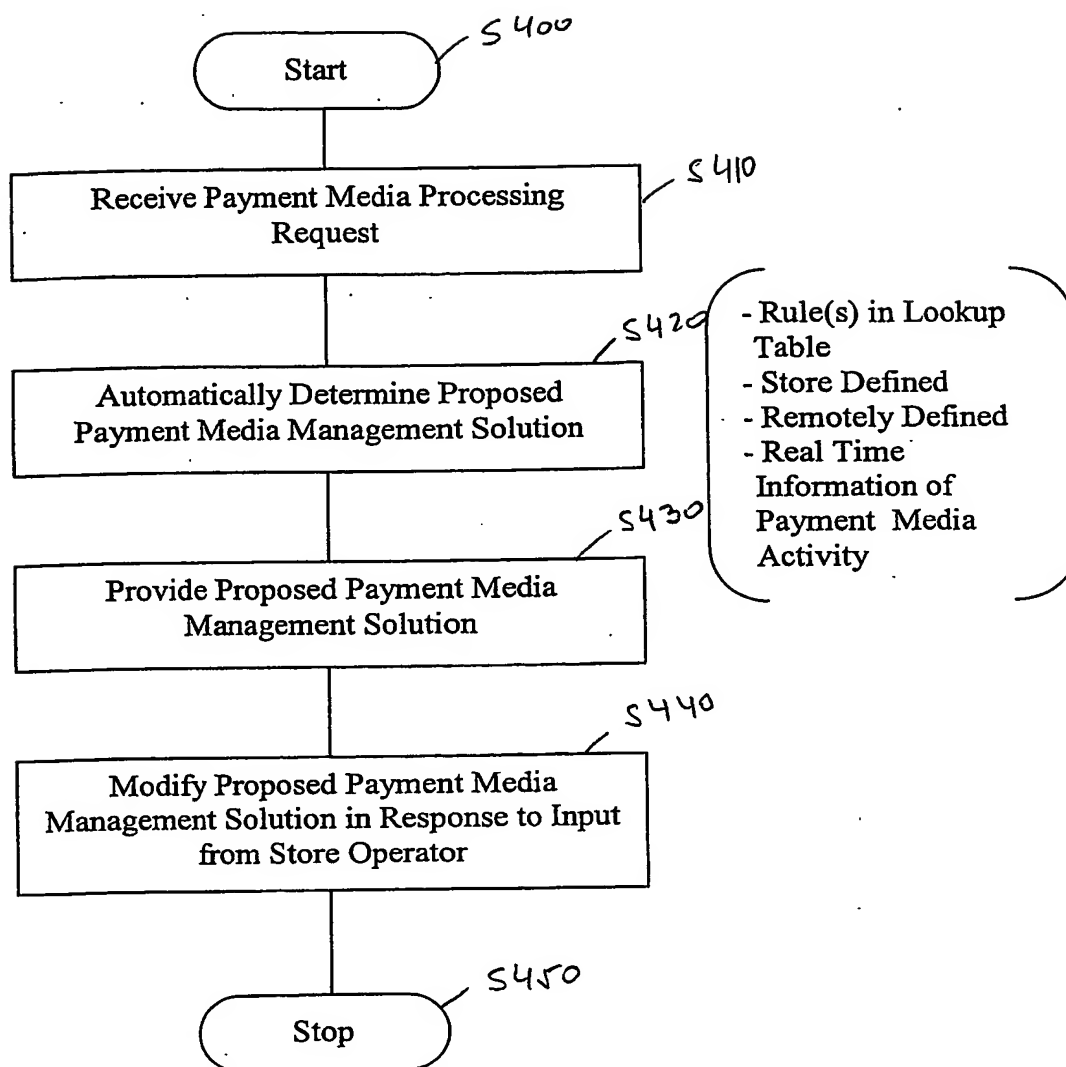 S400
Start
S410
Receive Payment Media Processing
Request
S420
Automatically Determine Proposed
Payment Media Management Solution
- Rule(s) in Lookup
Table
- Store Defined
- Remotely Defined
- Real Time
Information of
Payment Media
Activity
S430
Provide Proposed Payment Media
Management Solution
S440
Modify Proposed Payment Media
Management Solution in Response to Input
from Store Operator
S450
Stop